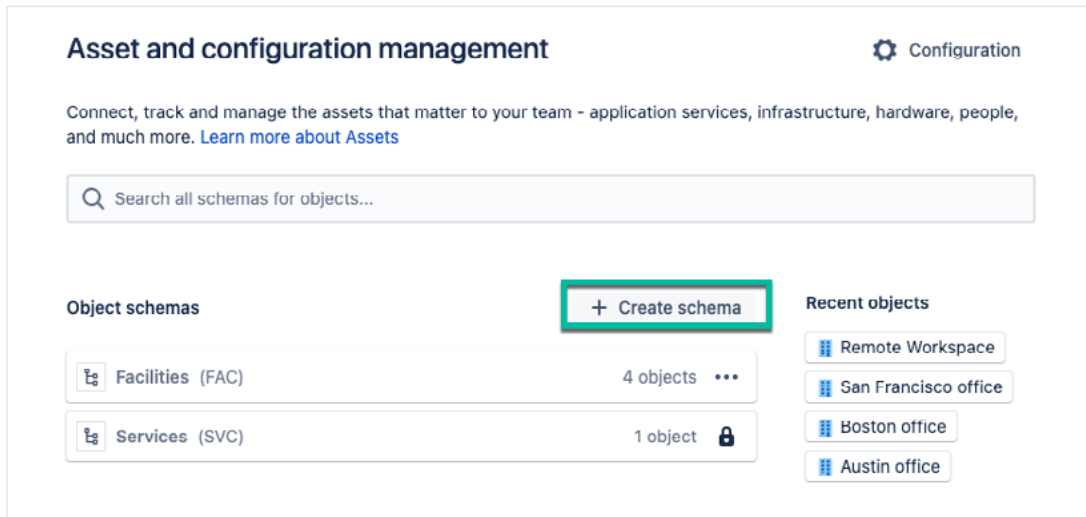 Asset and configuration management
Configuration
Connect, track and manage the assets that matter to your team - application services, infrastructure, hardware, people,
and much more. Learn more about Assets
Search all schemas for objects...
Object schemas
+ Create schema
Facilities (FAC)
4 objects
Services (SVC)
1 object
Recent objects
Remote Workspace
San Francisco office
Boston office
Austin office